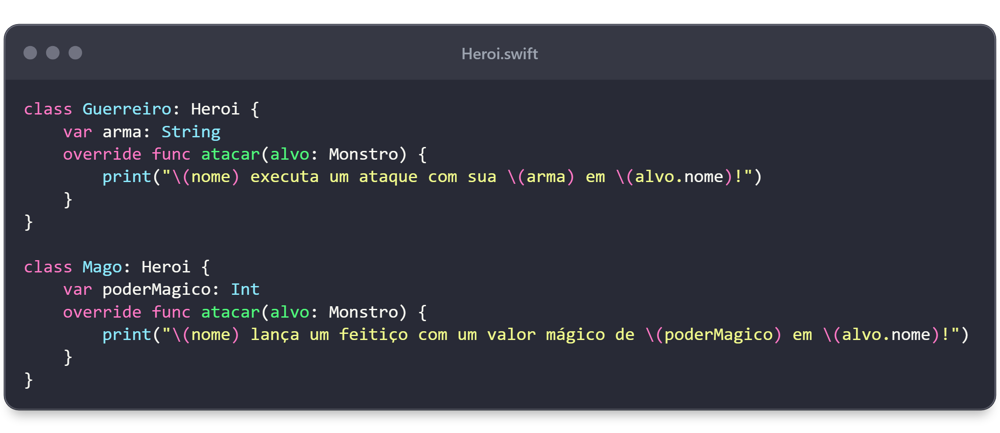 Heroi.swift
class Guerreiro: Heroi {
    var arma: String
    override func atacar(alvo: Monstro) {
        print("\(nome) executa um ataque com sua \(arma) em \(alvo.nome)!")
    }
}

class Mago: Heroi {
    var poderMagico: Int
    override func atacar(alvo: Monstro) {
        print("\(nome) lança um feitiço com um valor mágico de \(poderMagico) em \(alvo.nome)!")
    }
}